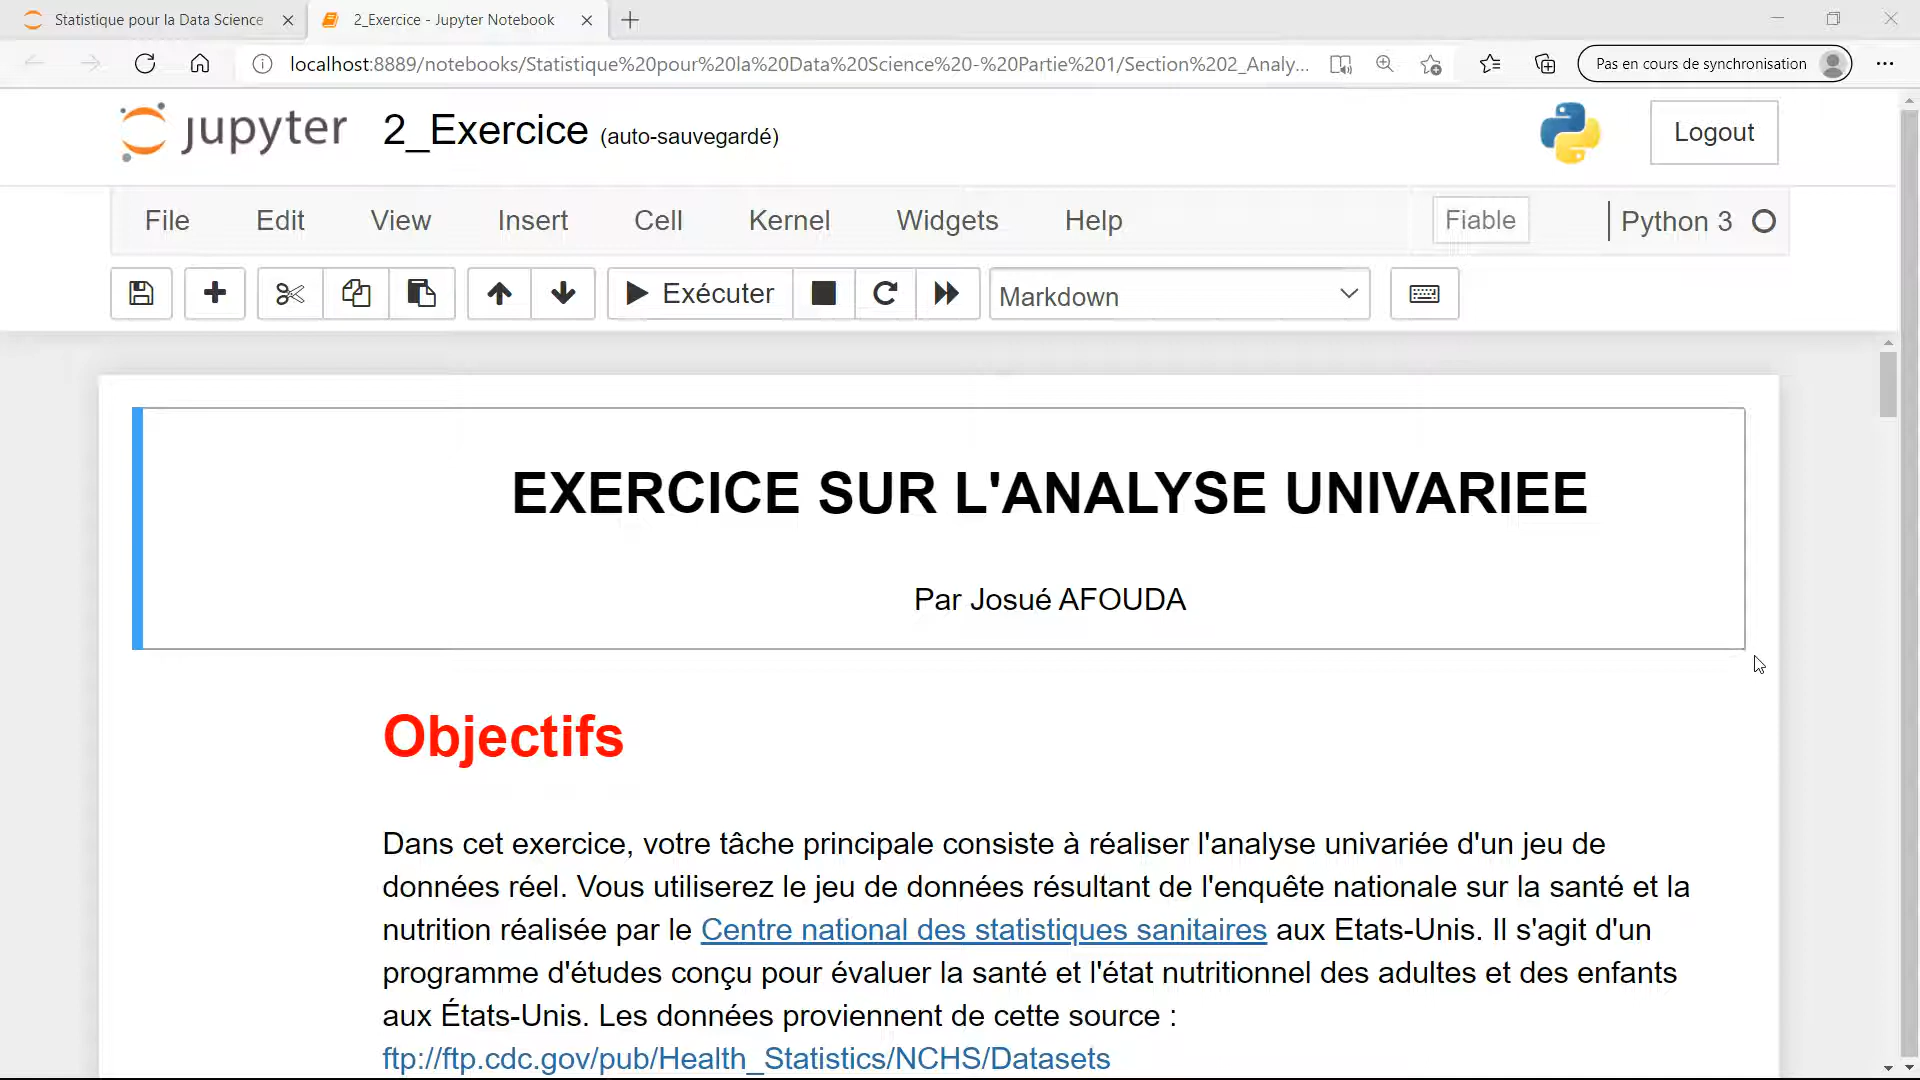 Statistique pour la Data Science
2_Exercice - Jupyter Notebook
localhost:8889/notebooks/Statistique%20pour%20la%20Data%20Science%20-%20Partie%201/Section%202_Analy...
Pas en cours de synchronisation
jupyter 2_Exercice (auto-sauvegardé)
Logout
File Edit View Insert Cell Kernel Widgets Help
Fiable
Python 3
Exécuter
Markdown
EXERCICE SUR L'ANALYSE UNIVARIEE
Par Josué AFOUDA
Objectifs
Dans cet exercice, votre tâche principale consiste à réaliser l'analyse univariée d'un jeu de
données réel. Vous utiliserez le jeu de données résultant de l'enquête nationale sur la santé et la
nutrition réalisée par le Centre national des statistiques sanitaires aux Etats-Unis. Il s'agit d'un
programme d'études conçu pour évaluer la santé et l'état nutritionnel des adultes et des enfants
aux États-Unis. Les données proviennent de cette source :
ftp://ftp.cdc.gov/pub/Health_Statistics/NCHS/Datasets